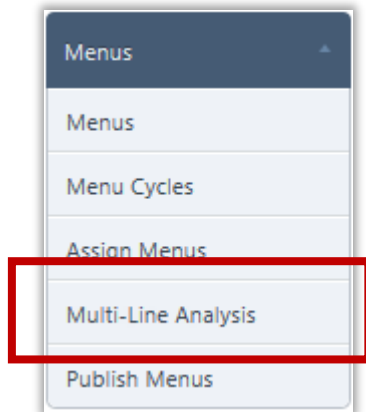 Menus
Menus
Menu Cycles
Assign Menus
Multi-Line Analysis
Publish Menus